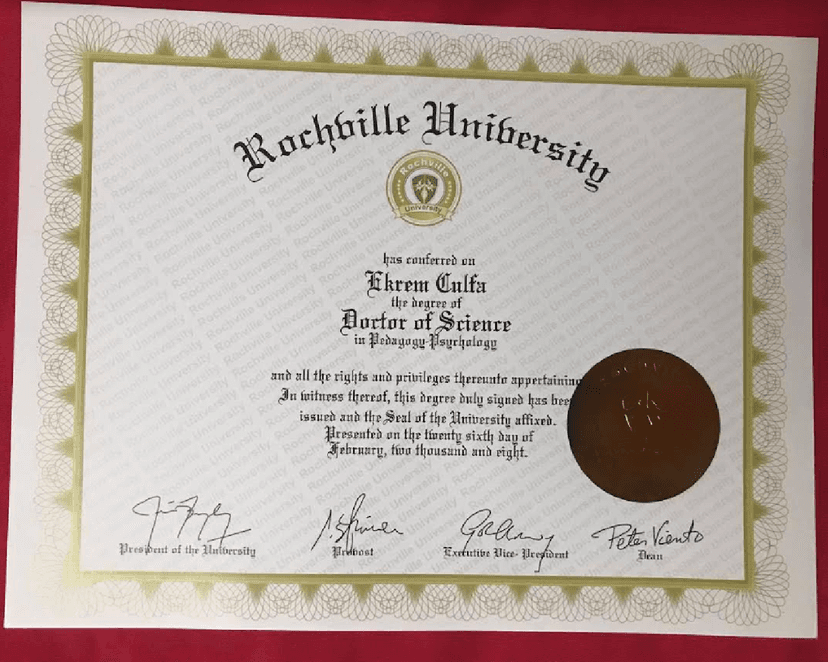 Rochville University
Rochville
University
has conferred on
Ekrem Culfa
the degree of
Doctor of Science
in Pedagogy-Psychology
and all the rights and privileges thereunto appertaining
In witness thereof, this degree duly signed has been
issued and the Seal of the University affixed.
Presented on the twenty sixth day of
February, two thousand and eight.
Peter Viento
President of the University
Provost
Executive Vice- President
Dean